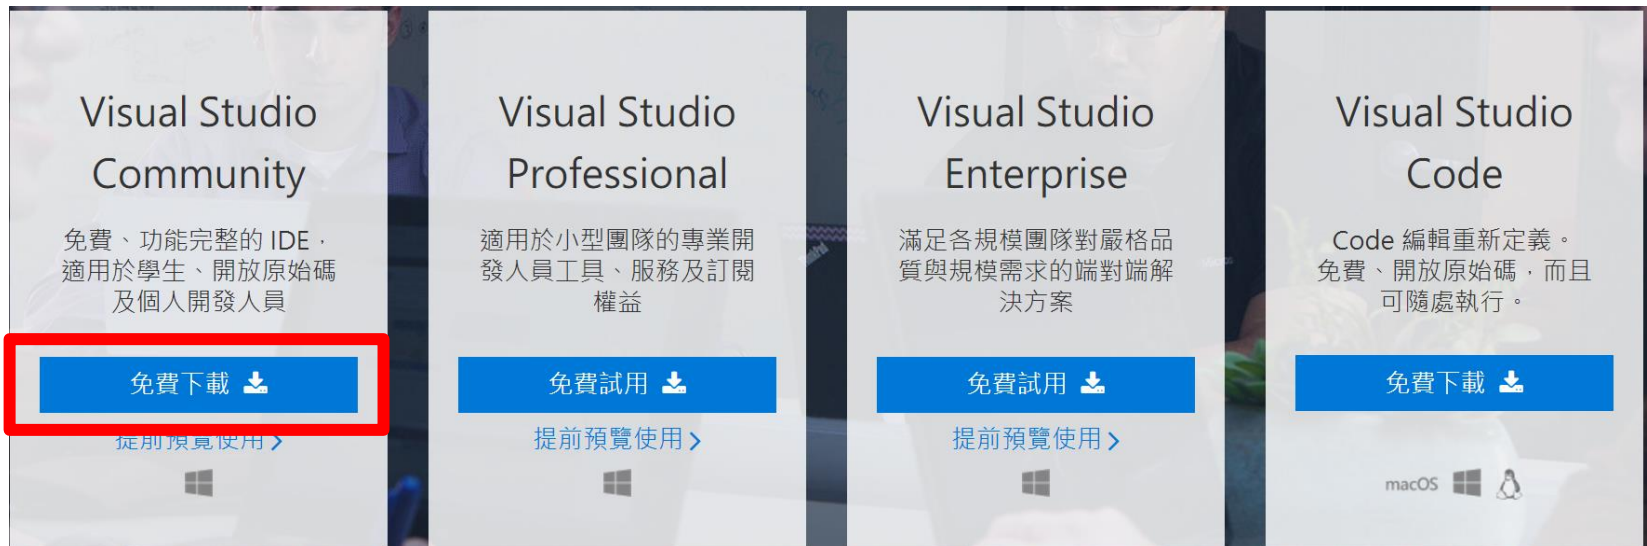 Visual Studio
Community
免費、功能完整的 IDE，
適用於學生、開放原始碼
及個人開發人員
免費下載
提前預覽使用
Visual Studio
Professional
適用於小型團隊的專業開
發人員工具、服務及訂閱
權益
免費試用
提前預覽使用
Visual Studio
Enterprise
滿足各規模團隊對嚴格品
質與規模需求的端對端解
決方案
免費試用
提前預覽使用
Visual Studio
Code
Code 編輯重新定義。
免費、開放原始碼，而且
可隨處執行。
免費下載
macOS